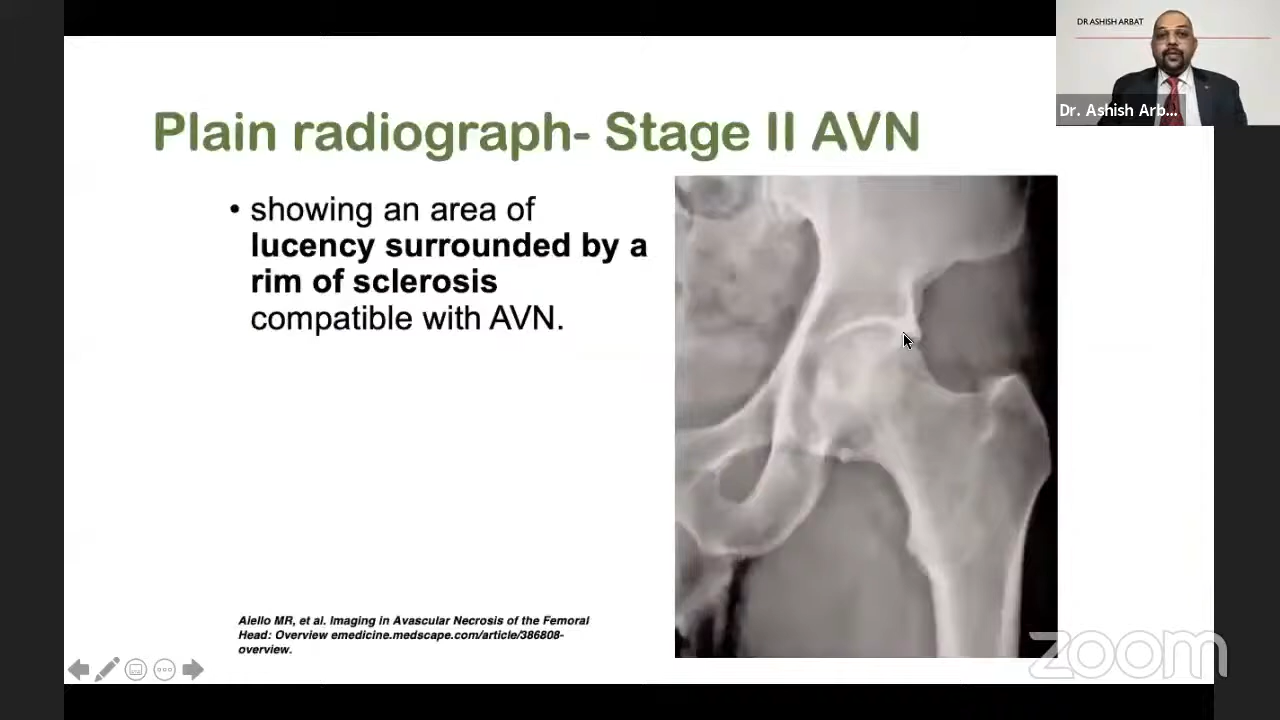 DR ASHISH ARBAT
Dr. Ashish Arb...
Plain radiograph- Stage II AVN
• showing an area of
lucency surrounded by a
rim of sclerosis
compatible with AVN.
Aiello MR, et al. Imaging in Avascular Necrosis of the Femoral
Head: Overview emedicine.medscape.com/article/386808-
overview.
zoom